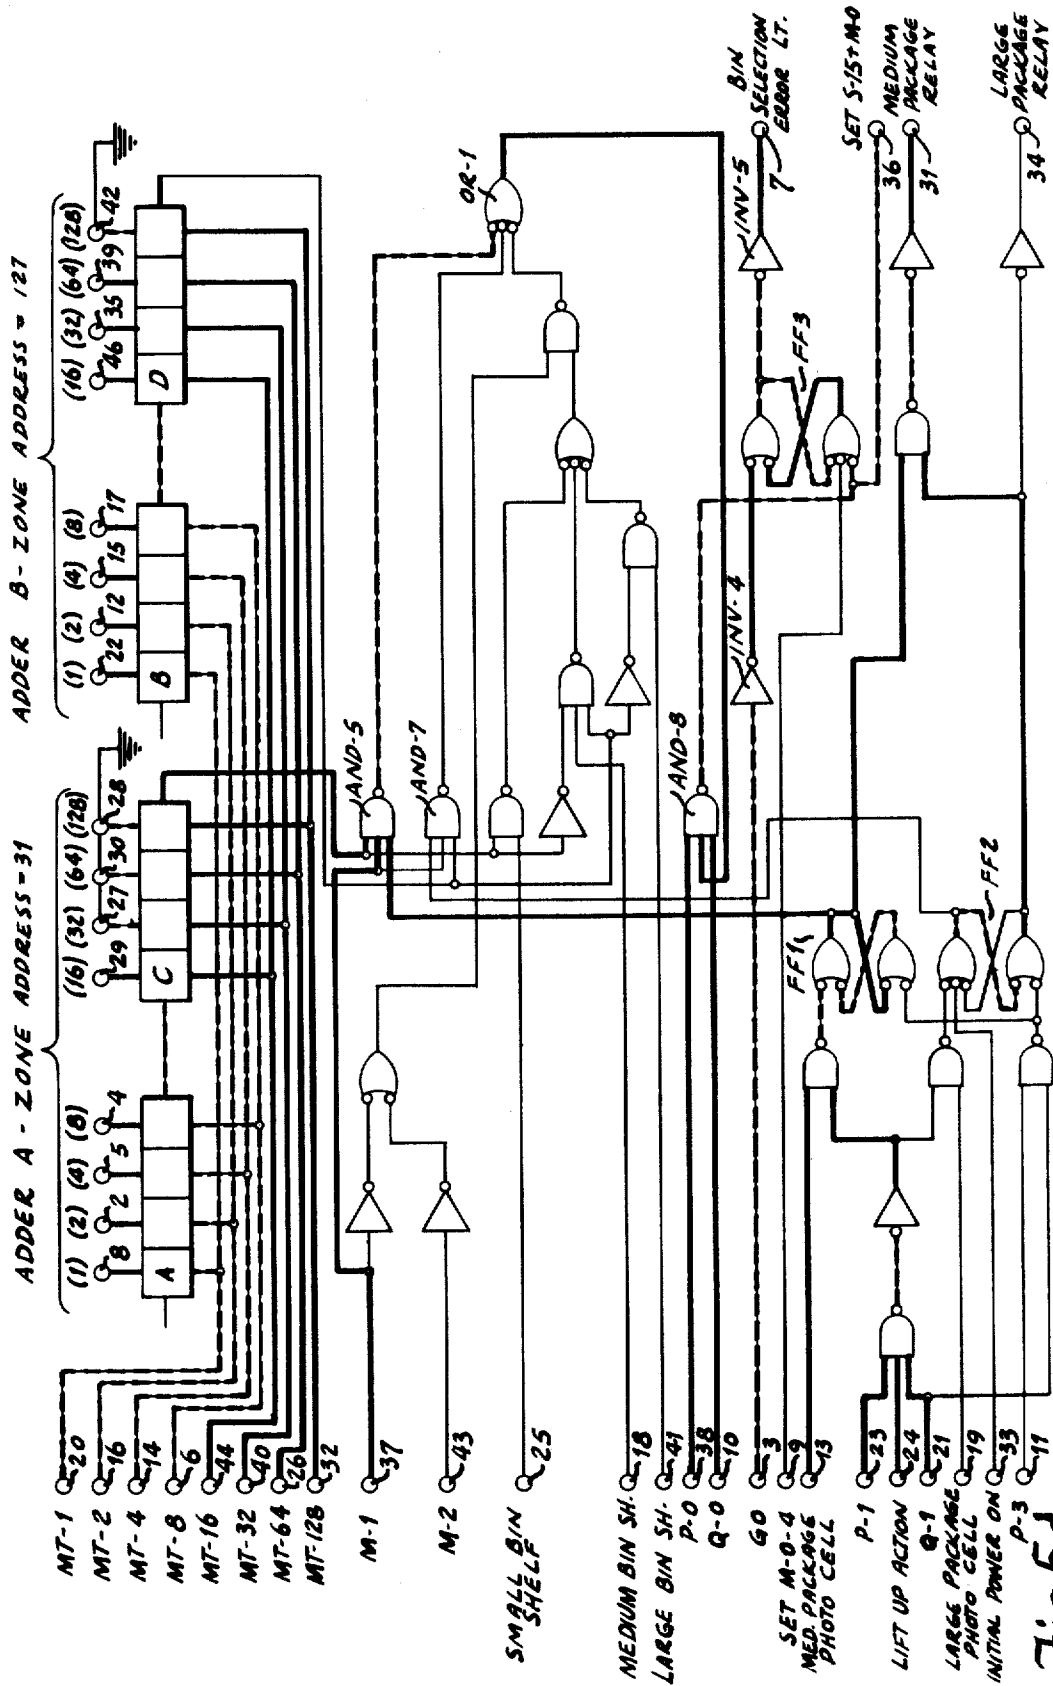 ADDER A - ZONE ADDRESS = 31
ADDER B - ZONE ADDRESS = 127
(1) (2) (4) (8) (16) (32) (64) (128)
8 2 5 4 29 27 30 28
A C
(1) (2) (4) (8) (16) (32) (64) (128)
22 12 15 17 46 35 39 42
B D
MT-1 20
MT-2 16
MT-4 14
MT-8 6
MT-16 44
MT-32 40
MT-64 26
MT-128 32
M-1 37
M-2 43
SMALL BIN
SHELF 25
MEDIUM BIN SH. 18
LARGE BIN SH. 41
P-0 38
Q-0 10
GO 3
SET M-0-4 9
MED. PACKAGE
PHOTO CELL 13
P-1 23
LIFT UP ACTION 24
Q-1 21
LARGE PACKAGE
PHOTO CELL 19
INITIAL POWER ON 33
P-3 11
AND-5
AND-7
AND-8
OR-1
INV-4
INV-5
FF1
FF2
FF3
BIN
SELECTION
ERROR LT.
7
SET S-15+M-0
36
MEDIUM
PACKAGE
RELAY
31
LARGE
PACKAGE
RELAY
34